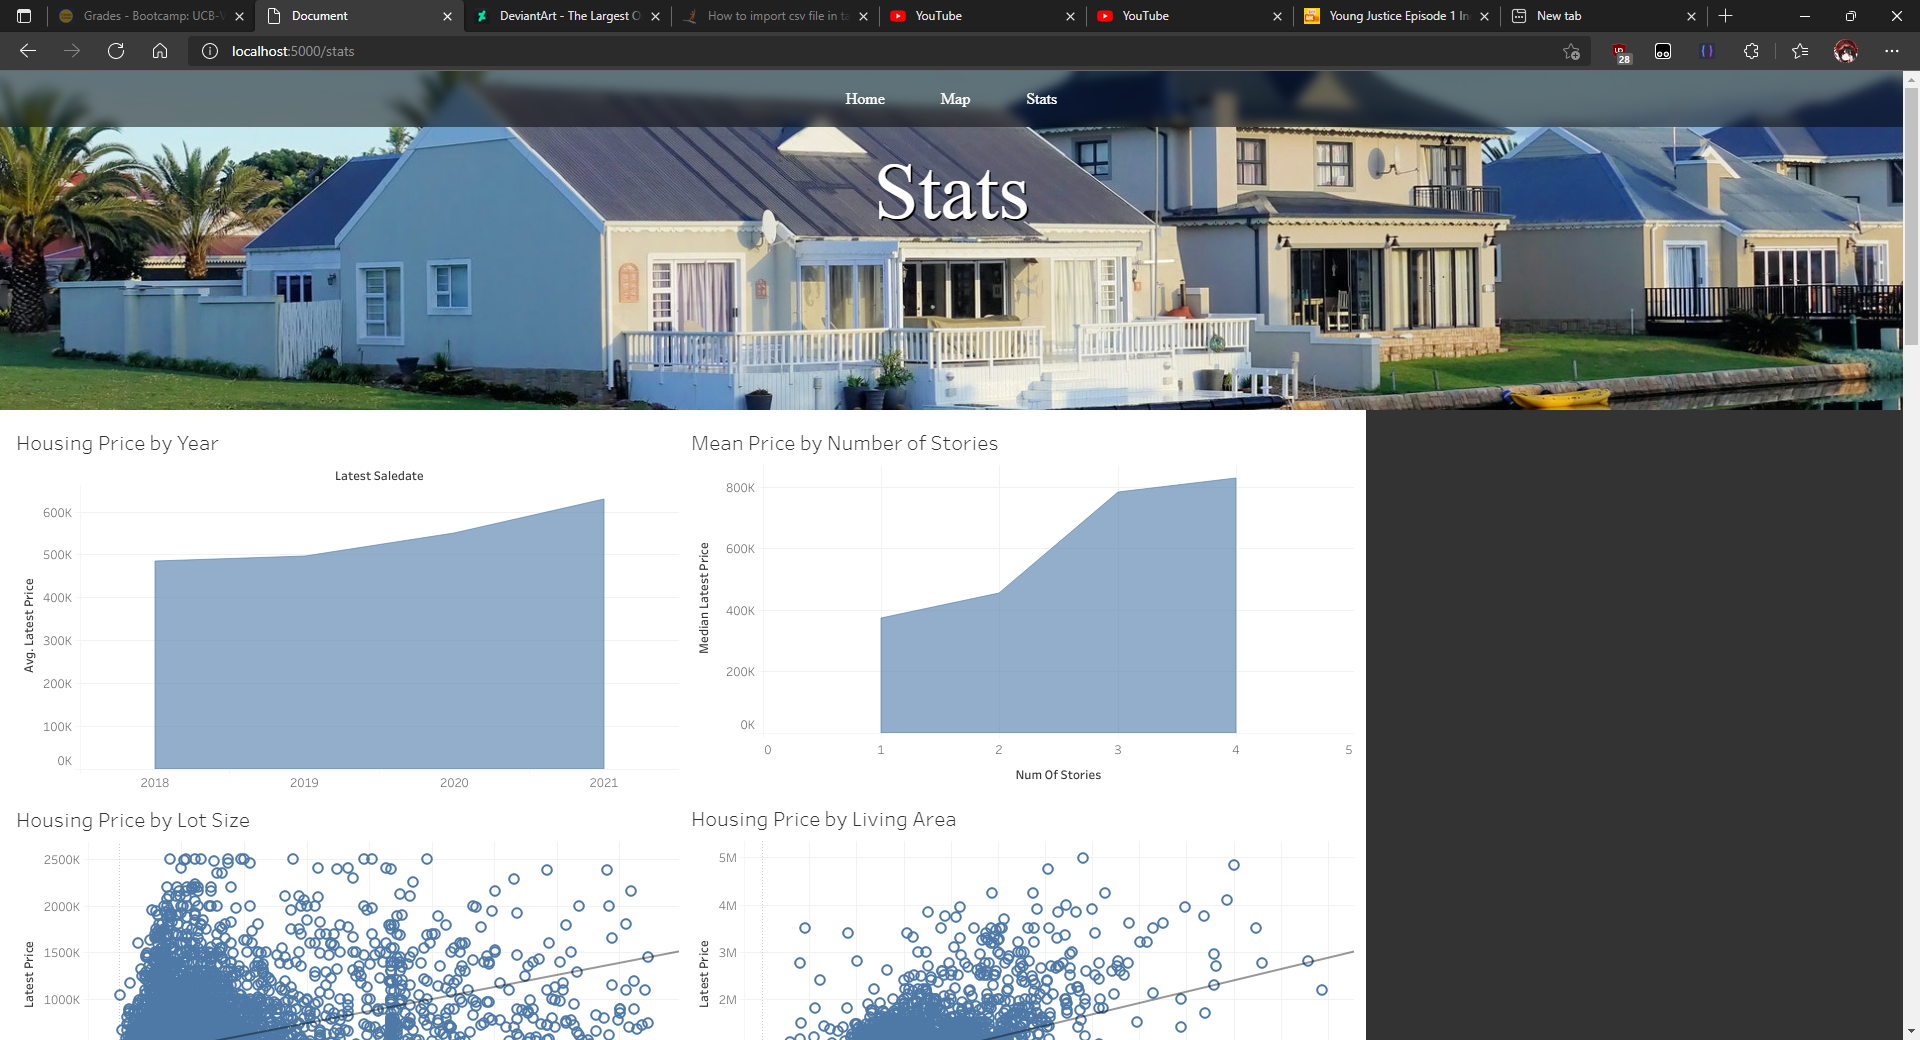 Grades - Bootcamp: UCB-V
Document
DeviantArt - The Largest O
How to import csv file in ta
YouTube
YouTube
Young Justice Episode 1 In
New tab
localhost:5000/stats
28
Home Map Stats
Stats
Housing Price by Year
Latest Saledate
600K
500K
400K
300K
200K
100K
0K
Avg. Latest Price
2018 2019 2020 2021
Mean Price by Number of Stories
800K
600K
400K
200K
0K
Median Latest Price
0 1 2 3 4 5
Num Of Stories
Housing Price by Lot Size
2500K
2000K
1500K
1000K
Latest Price
Housing Price by Living Area
5M
4M
3M
2M
Latest Price